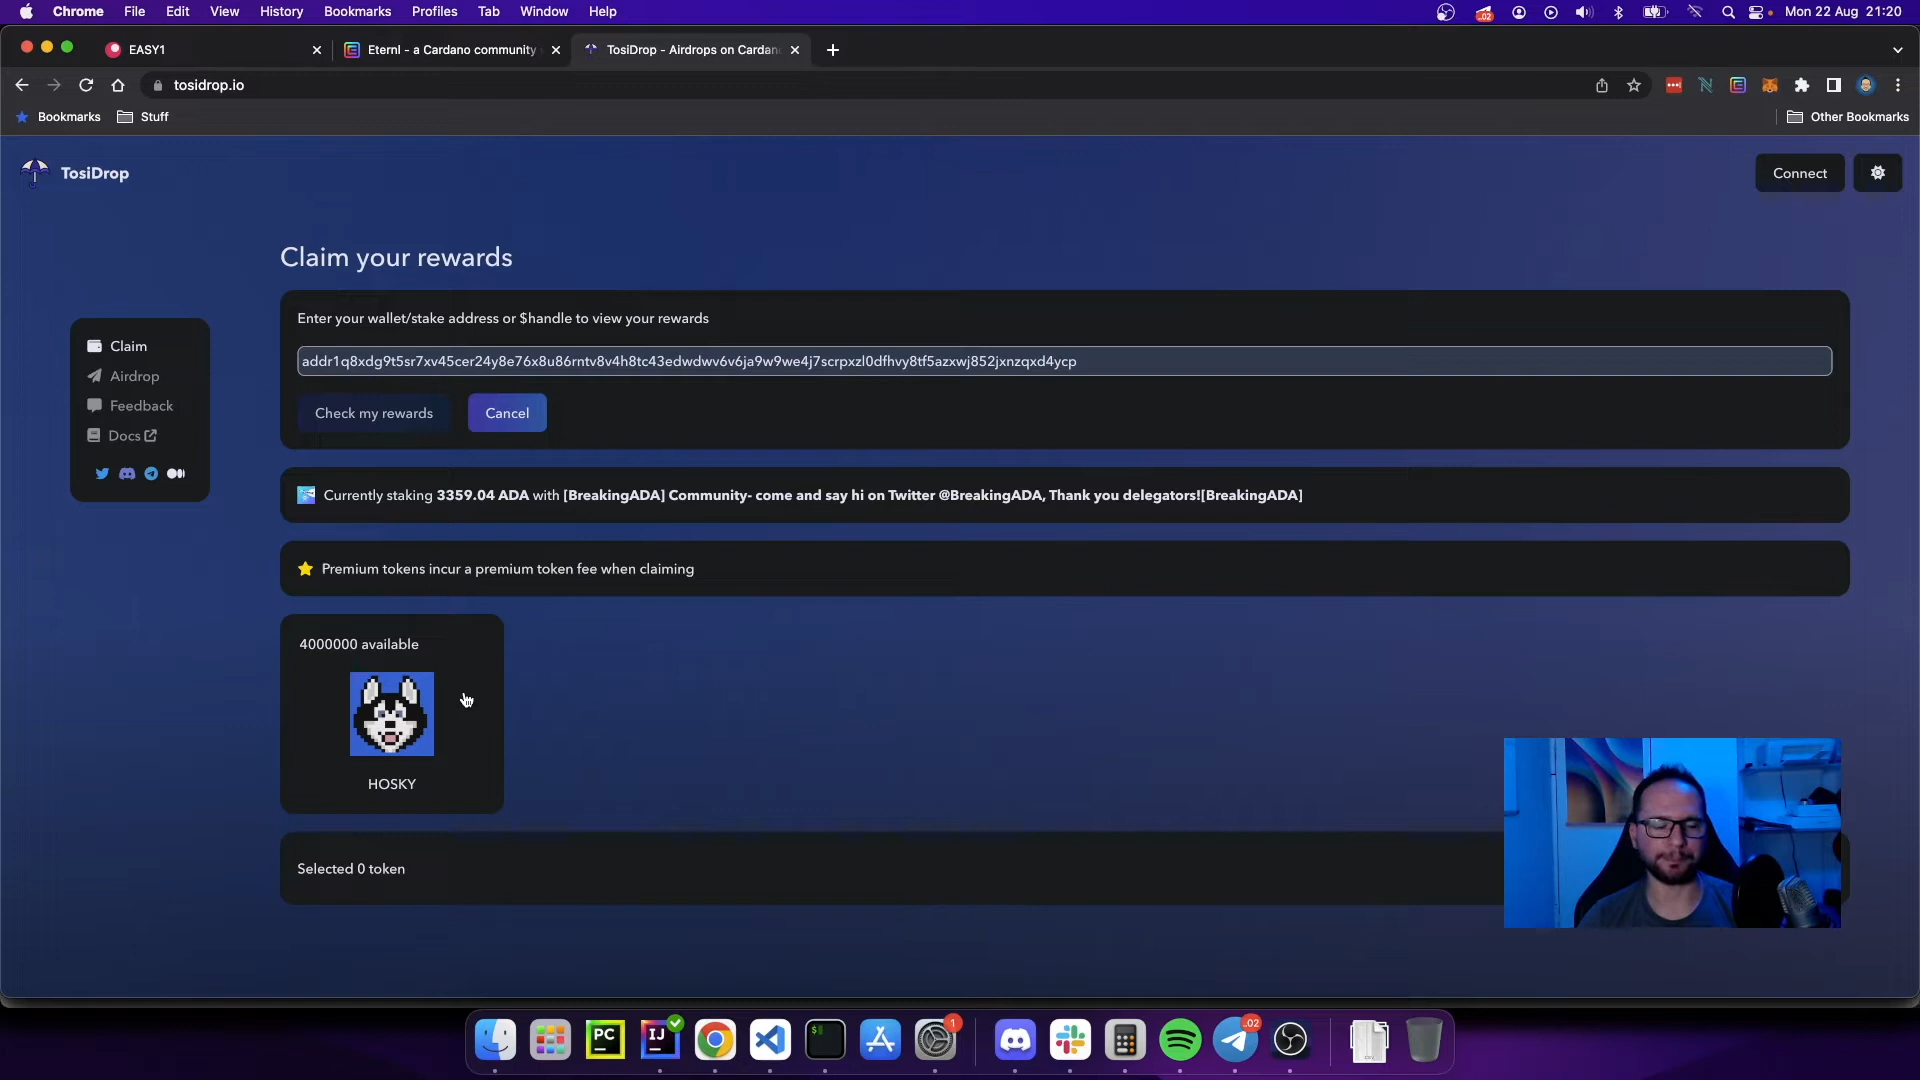 Chrome File Edit View History Bookmarks Profiles Tab Window Help Mon 22 Aug 21:20
EASY1
Eternl - a Cardano community
TosiDrop - Airdrops on Cardan
tosidrop.io
Bookmarks Stuff Other Bookmarks
TosiDrop
Connect
Claim your rewards
Enter your wallet/stake address or $handle to view your rewards
addr1q8xdg9t5sr7xv45cer24y8e76x8u86rntv8v4h8tc43edwdwv6v6ja9w9we4j7scrpxzl0dfhvy8tf5azxwj852jxnzqxd4ycp
Check my rewards Cancel
Claim
Airdrop
Feedback
Docs
Currently staking 3359.04 ADA with [BreakingADA] Community- come and say hi on Twitter @BreakingADA, Thank you delegators![BreakingADA]
Premium tokens incur a premium token fee when claiming
4000000 available
HOSKY
Selected 0 token
PC
IJ
$
1